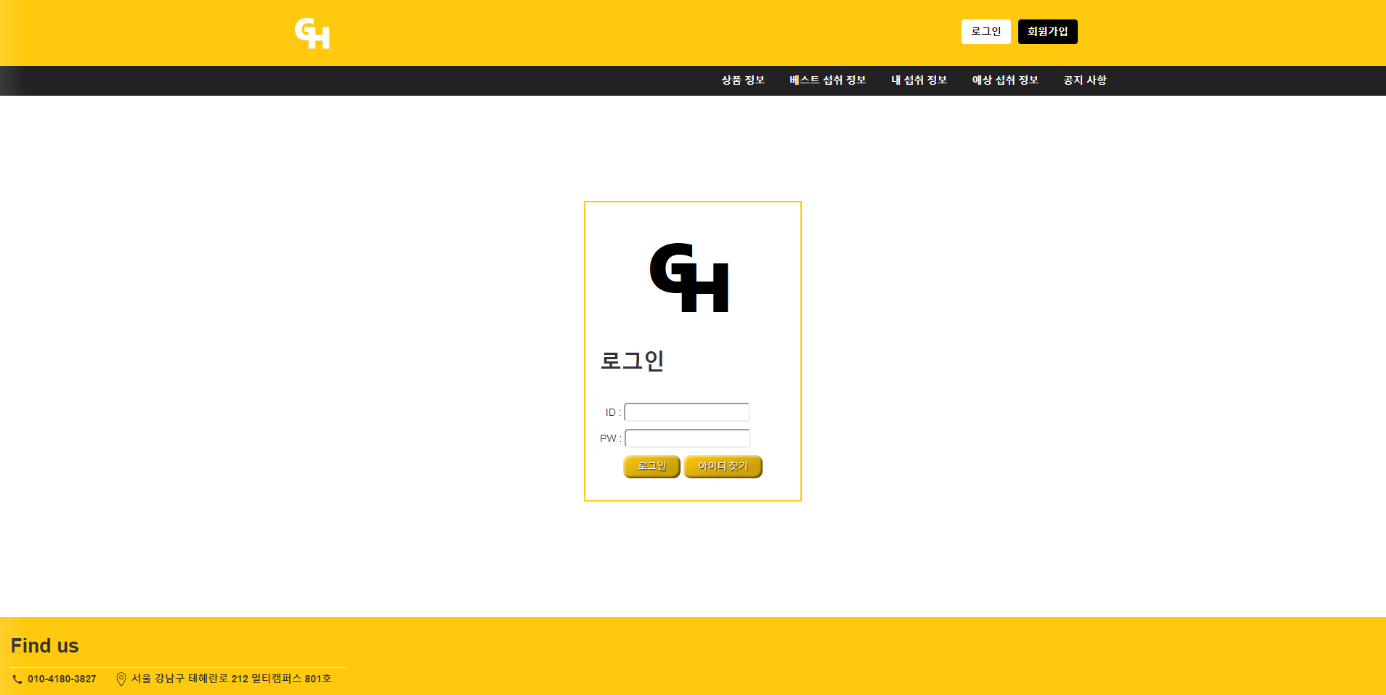 GH
로그인 회원가입
상품 정보 베스트 섭취 정보 내 섭취 정보 예상 섭취 정보 공지 사항
GH
로그인
ID :
PW :
로그인 아이디 찾기
Find us
010-4180-3827 서울 강남구 테헤란로 212 멀티캠퍼스 801호